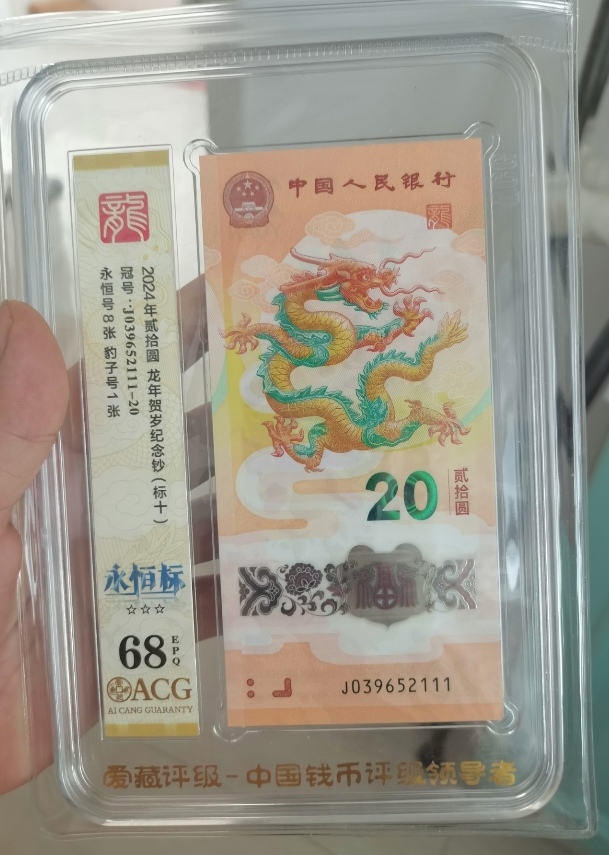 龍
2024年贰拾圆 龙年贺岁纪念钞（标十）
冠号:J039652111-20
永恒号8张 豹子号1张
永恒标
☆☆☆
68 EPQ
ACG
AI CANG GUARANTY
中国人民银行
龍
20
贰拾圆
福
J039652111
爱藏评级-中国钱币评级领导者